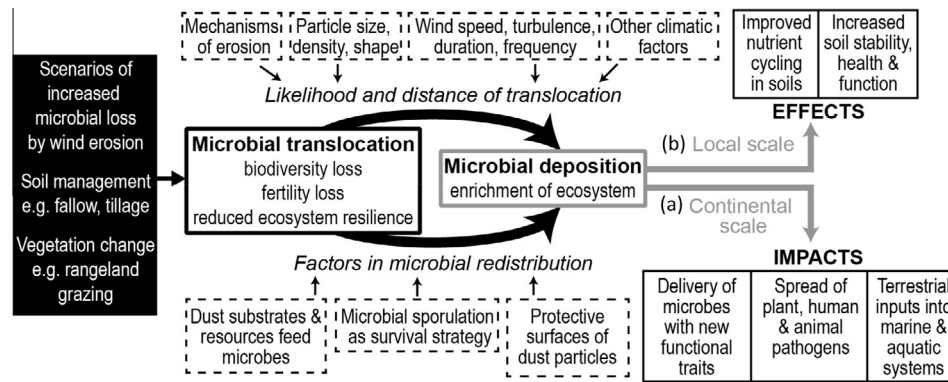 Scenarios of
increased
microbial loss
by wind erosion
Soil management
e.g. fallow, tillage
Vegetation change
e.g. rangeland
grazing
Mechanisms
of erosion
Particle size,
density, shape
Wind speed, turbulence,
duration, frequency
Other climatic
factors
Likelihood and distance of translocation
Microbial translocation
biodiversity loss
fertility loss
reduced ecosystem resilience
Microbial deposition
enrichment of ecosystem
Factors in microbial redistribution
Dust substrates &
resources feed
microbes
Microbial sporulation
as survival strategy
Protective
surfaces of
dust particles
Improved
nutrient
cycling
in soils
Increased
soil stability,
health &
function
EFFECTS
(b) Local scale
(a) Continental
scale
IMPACTS
Delivery of
microbes
with new
functional
traits
Spread of
plant, human
& animal
pathogens
Terrestrial
inputs into
marine &
aquatic
systems